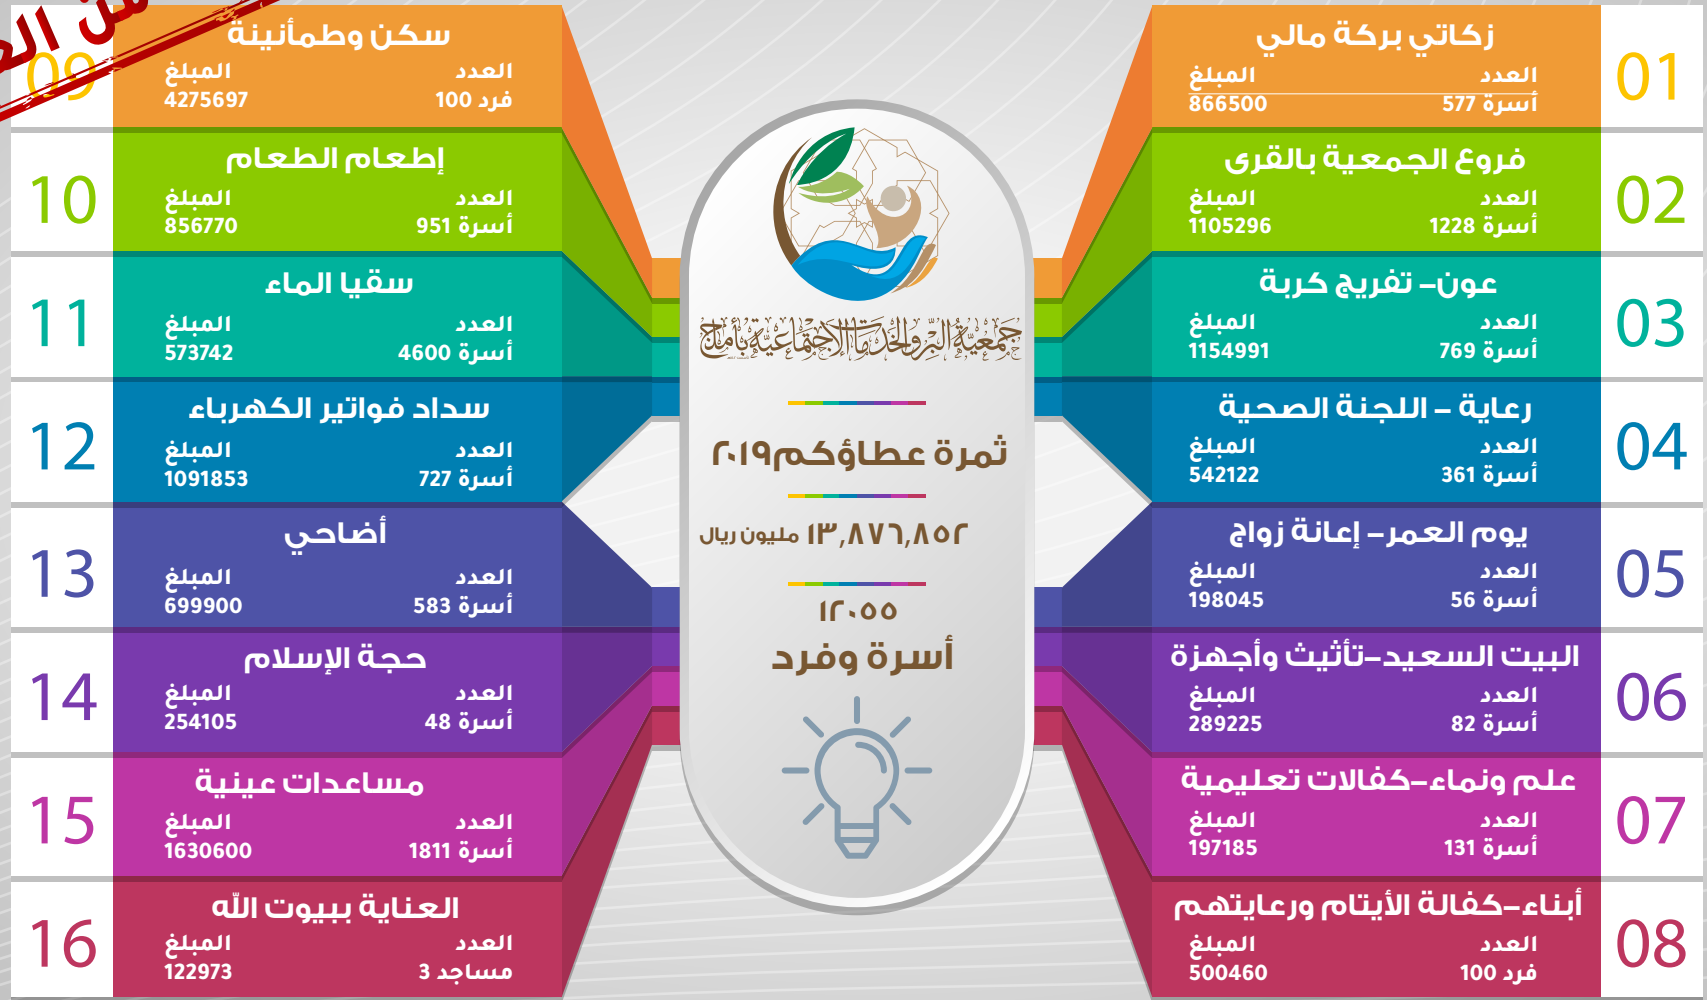 01
زكاتي بركة مالي
العدد المبلغ
577 أسرة 866500
02
فروع الجمعية بالقرى
العدد المبلغ
1228 أسرة 1105296
03
عون- تفريج كربة
العدد المبلغ
769 أسرة 1154991
04
رعاية - اللجنة الصحية
العدد المبلغ
361 أسرة 542122
05
يوم العمر- إعانة زواج
العدد المبلغ
56 أسرة 198045
06
البيت السعيد-تأثيث وأجهزة
العدد المبلغ
82 أسرة 289225
07
علم ونماء-كفالات تعليمية
العدد المبلغ
131 أسرة 197185
08
أبناء-كفالة الأيتام ورعايتهم
العدد المبلغ
100 فرد 500460
جمعية البر والخدمات الاجتماعية بأملج
ثمرة عطاؤكم٢٠١٩
١٣,٨٧٦,٨٥٢ مليون ريال
١٢٠٥٥
أسرة وفرد
09
سكن وطمأنينة
العدد المبلغ
100 فرد 4275697
10
إطعام الطعام
العدد المبلغ
951 أسرة 856770
11
سقيا الماء
العدد المبلغ
4600 أسرة 573742
12
سداد فواتير الكهرباء
العدد المبلغ
727 أسرة 1091853
13
أضاحي
العدد المبلغ
583 أسرة 699900
14
حجة الإسلام
العدد المبلغ
48 أسرة 254105
15
مساعدات عينية
العدد المبلغ
1811 أسرة 1630600
16
العناية ببيوت الله
العدد المبلغ
3 مساجد 122973